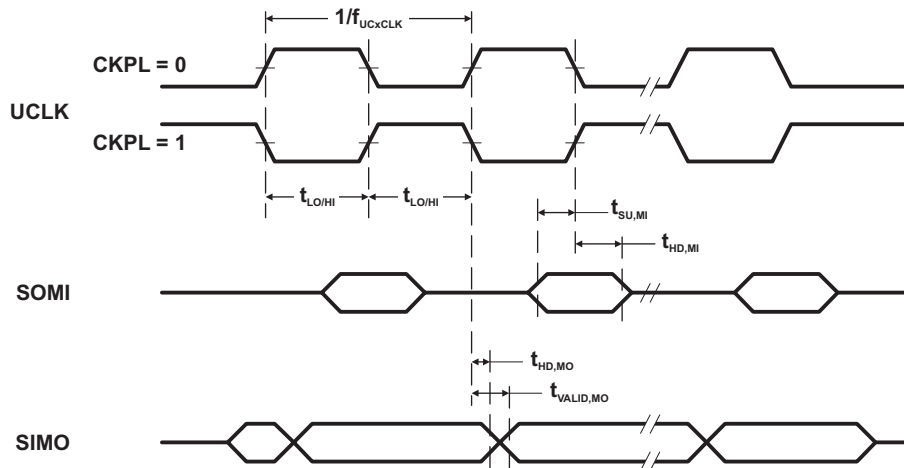 1/fUCxCLK
CKPL = 0
UCLK
CKPL = 1
tLO/HI
tLO/HI
tSU,MI
tHD,MI
SOMI
tHD,MO
tVALID,MO
SIMO